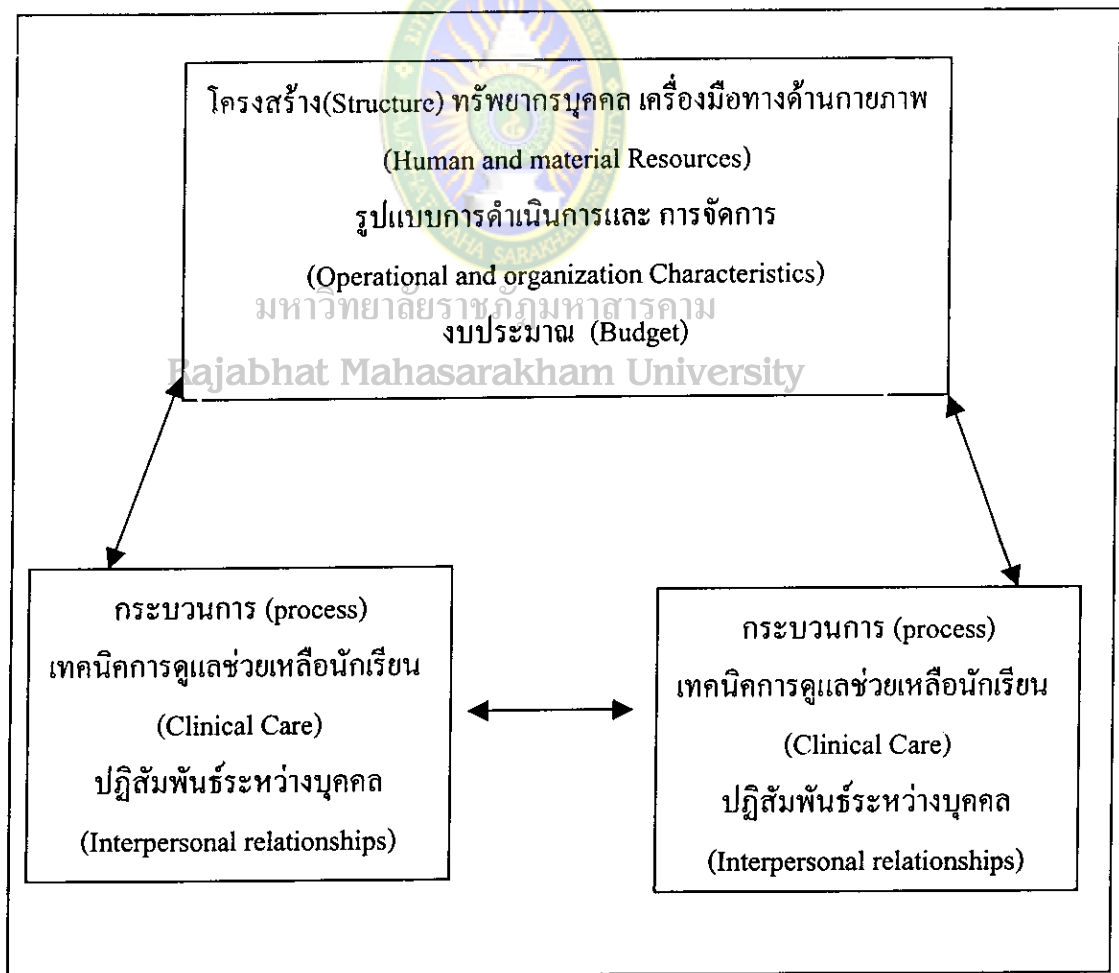 โครงสร้าง(Structure) ทรัพยากรบุคคล เครื่องมือทางด้านกายภาพ
(Human and material Resources)
รูปแบบการดำเนินการและ การจัดการ
(Operational and organization Characteristics)
มหาวิทยาลัยราชภัฏมหาสารคาม
งบประมาณ (Budget)
Rajabhat Mahasarakham University
กระบวนการ (process)
เทคนิคการดูแลช่วยเหลือนักเรียน
(Clinical Care)
ปฏิสัมพันธ์ระหว่างบุคคล
(Interpersonal relationships)
กระบวนการ (process)
เทคนิคการดูแลช่วยเหลือนักเรียน
(Clinical Care)
ปฏิสัมพันธ์ระหว่างบุคคล
(Interpersonal relationships)